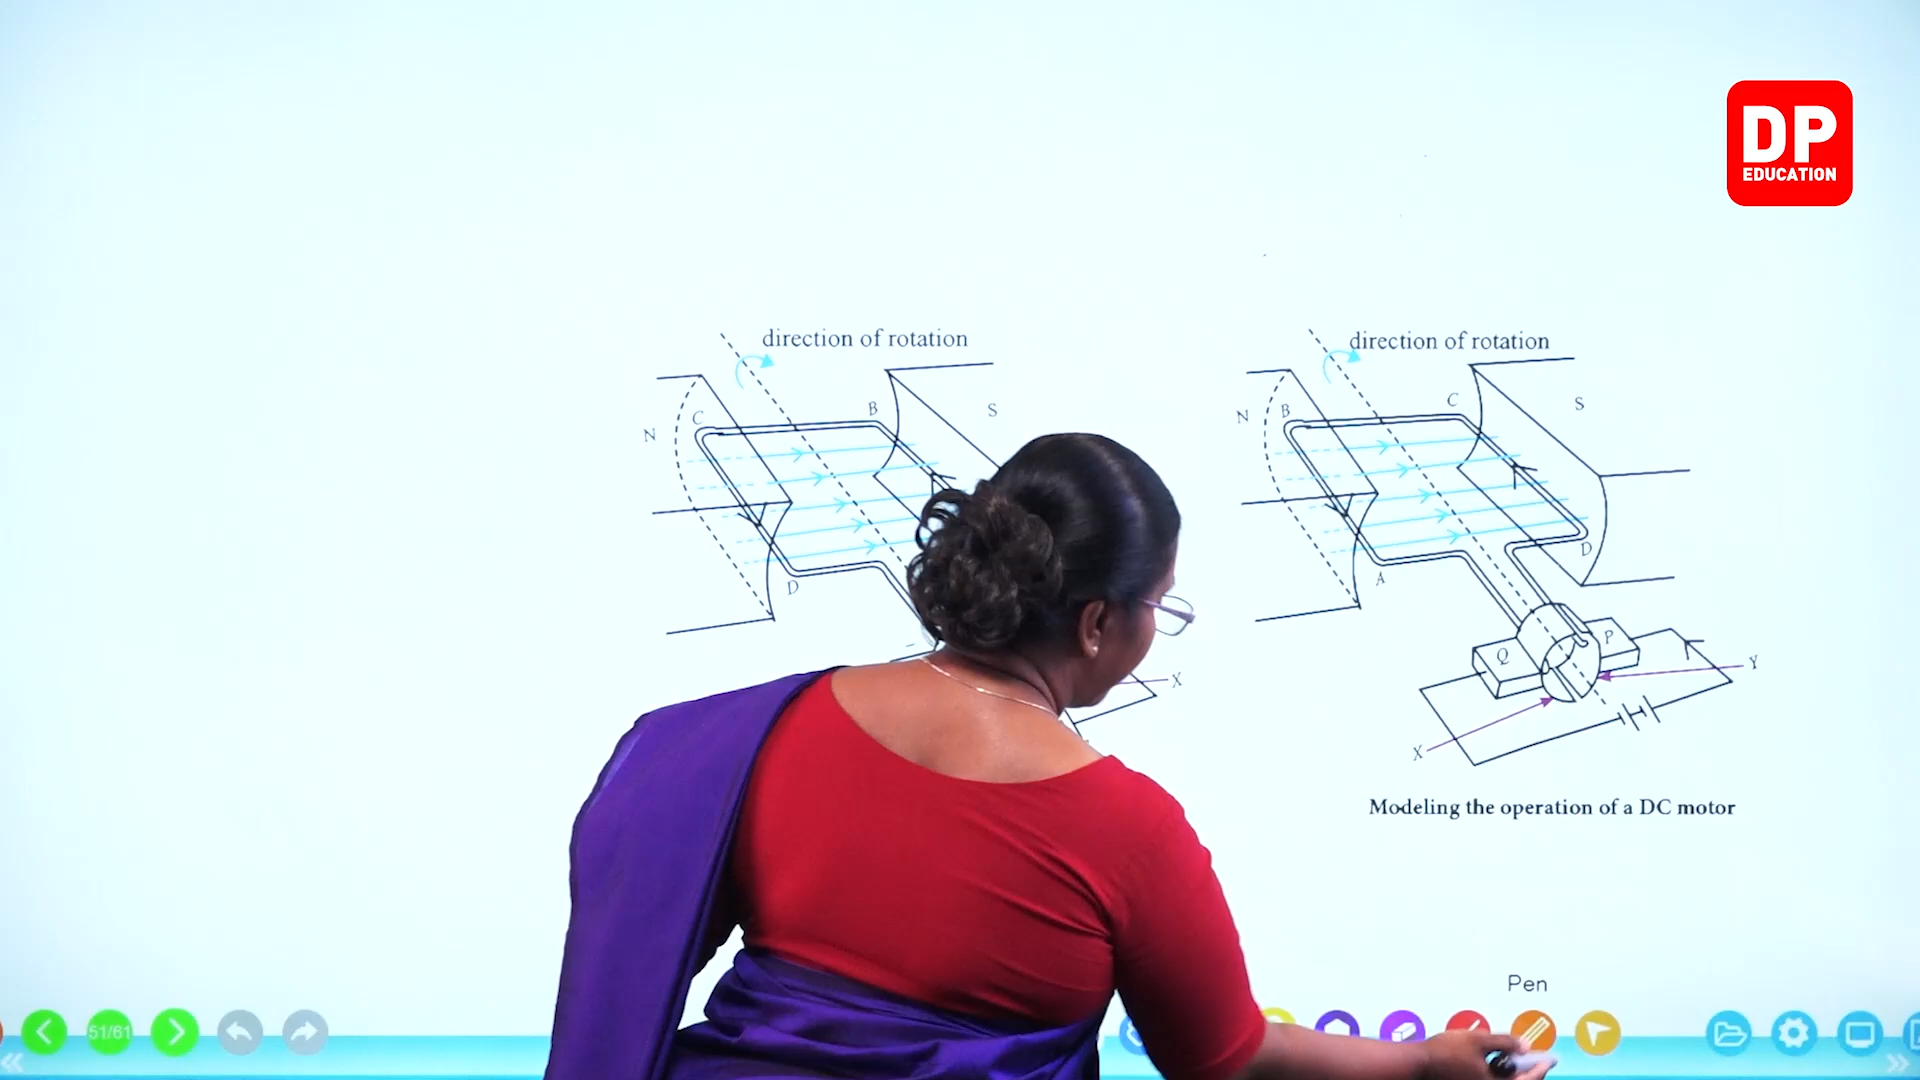 DP
EDUCATION
direction of rotation
N
C
B
S
D
X
direction of rotation
N
B
C
S
A
D
Q
P
Y
X
Modeling the operation of a DC motor
Pen
51/61